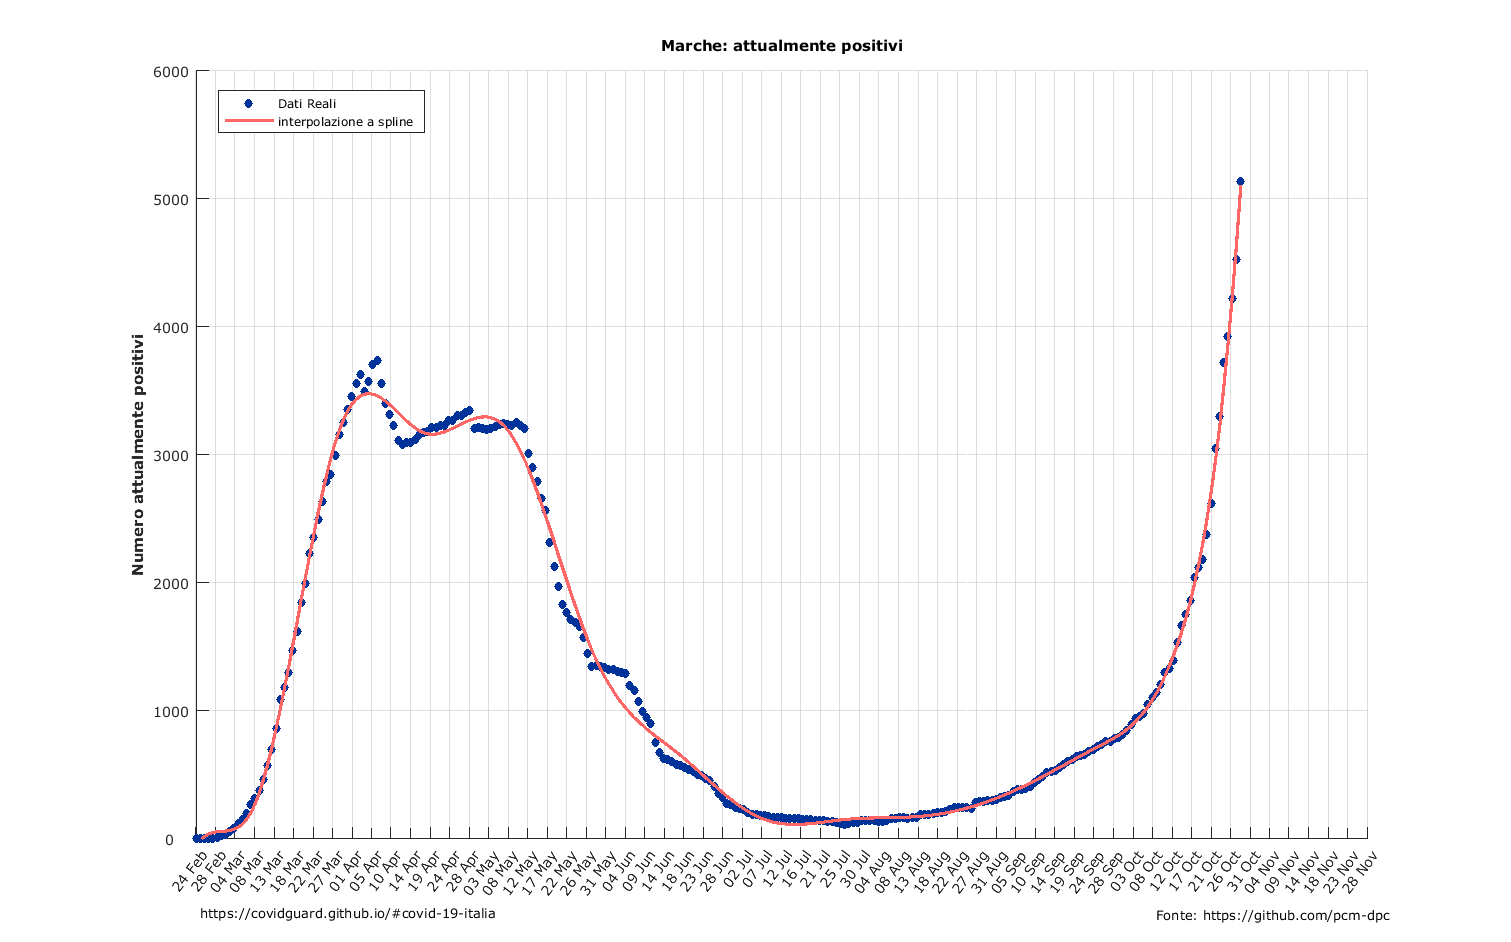 Marche: attualmente positivi
Dati Reali
interpolazione a spline
Numero attualmente positivi
6000
5000
4000
3000
2000
1000
0
24 Feb
28 Feb
04 Mar
08 Mar
13 Mar
18 Mar
22 Mar
27 Mar
01 Apr
05 Apr
10 Apr
14 Apr
19 Apr
24 Apr
28 Apr
03 May
08 May
12 May
17 May
22 May
26 May
31 May
04 Jun
09 Jun
14 Jun
18 Jun
23 Jun
28 Jun
02 Jul
07 Jul
12 Jul
16 Jul
21 Jul
25 Jul
30 Jul
04 Aug
08 Aug
13 Aug
18 Aug
22 Aug
27 Aug
31 Aug
05 Sep
10 Sep
14 Sep
19 Sep
24 Sep
28 Sep
03 Oct
08 Oct
12 Oct
17 Oct
21 Oct
26 Oct
31 Oct
04 Nov
09 Nov
14 Nov
18 Nov
23 Nov
28 Nov
https://covidguard.github.io/#covid-19-italia
Fonte: https://github.com/pcm-dpc